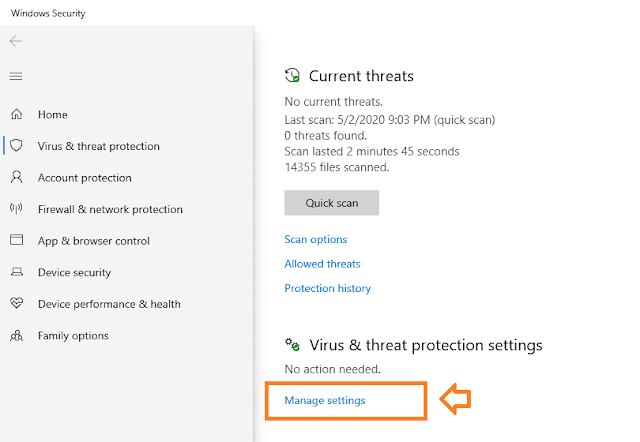 Windows Security
Home
Virus & threat protection
Account protection
Firewall & network protection
App & browser control
Device security
Device performance & health
Family options
Current threats
No current threats.
Last scan: 5/2/2020 9:03 PM (quick scan)
0 threats found.
Scan lasted 2 minutes 45 seconds
14355 files scanned.
Quick scan
Scan options
Allowed threats
Protection history
Virus & threat protection settings
No action needed.
Manage settings